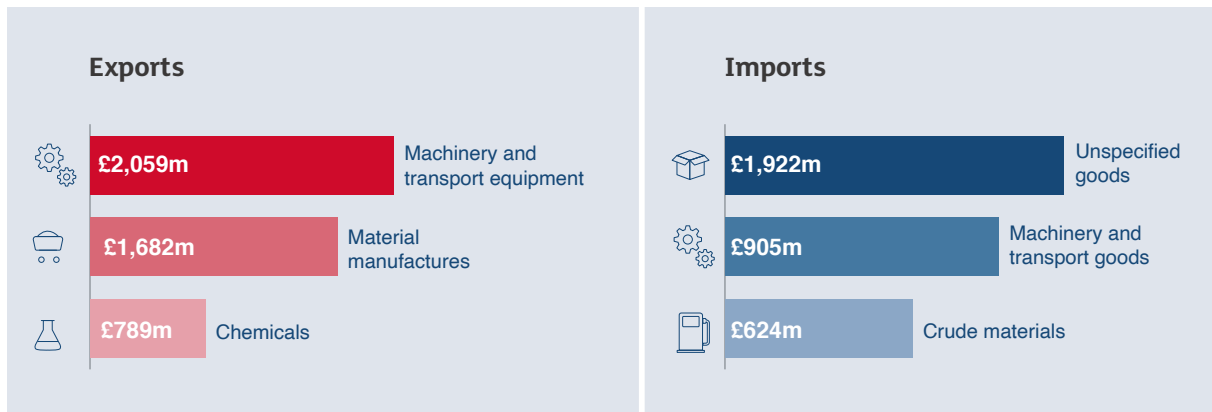 Exports
£2,059m
Machinery and
transport equipment
£1,682m
Material
manufactures
£789m
Chemicals
Imports
£1,922m
Unspecified
goods
£905m
Machinery and
transport goods
£624m
Crude materials